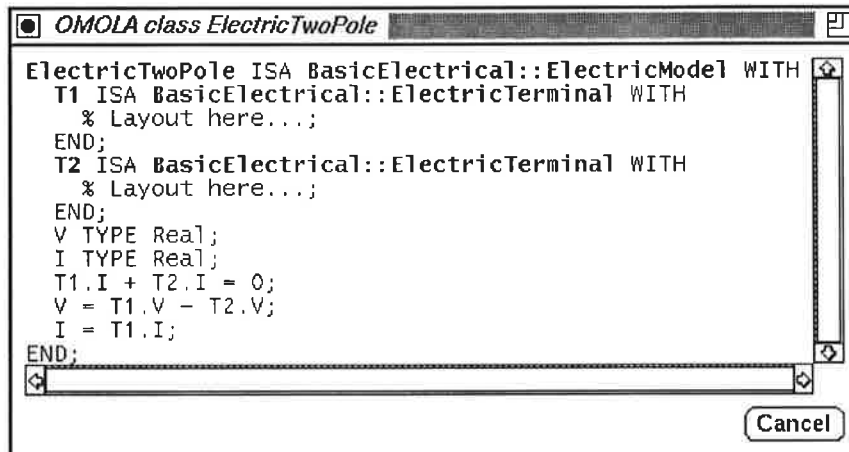 OMOLA class ElectricTwoPole
ElectricTwoPole ISA BasicElectrical::ElectricModel WITH
T1 ISA BasicElectrical::ElectricTerminal WITH
% Layout here...;
END;
T2 ISA BasicElectrical::ElectricTerminal WITH
% Layout here...;
END;
V TYPE Real;
I TYPE Real;
T1.I + T2.I = 0;
V = T1.V - T2.V;
I = T1.I;
END;
Cancel